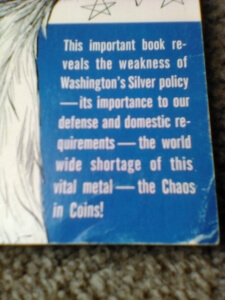 This important book re-
veals the weakness of
Washington's Silver policy
—its importance to our
defense and domestic re-
quirements — the world
wide shortage of this
vital metal — the Chaos
in Coins!